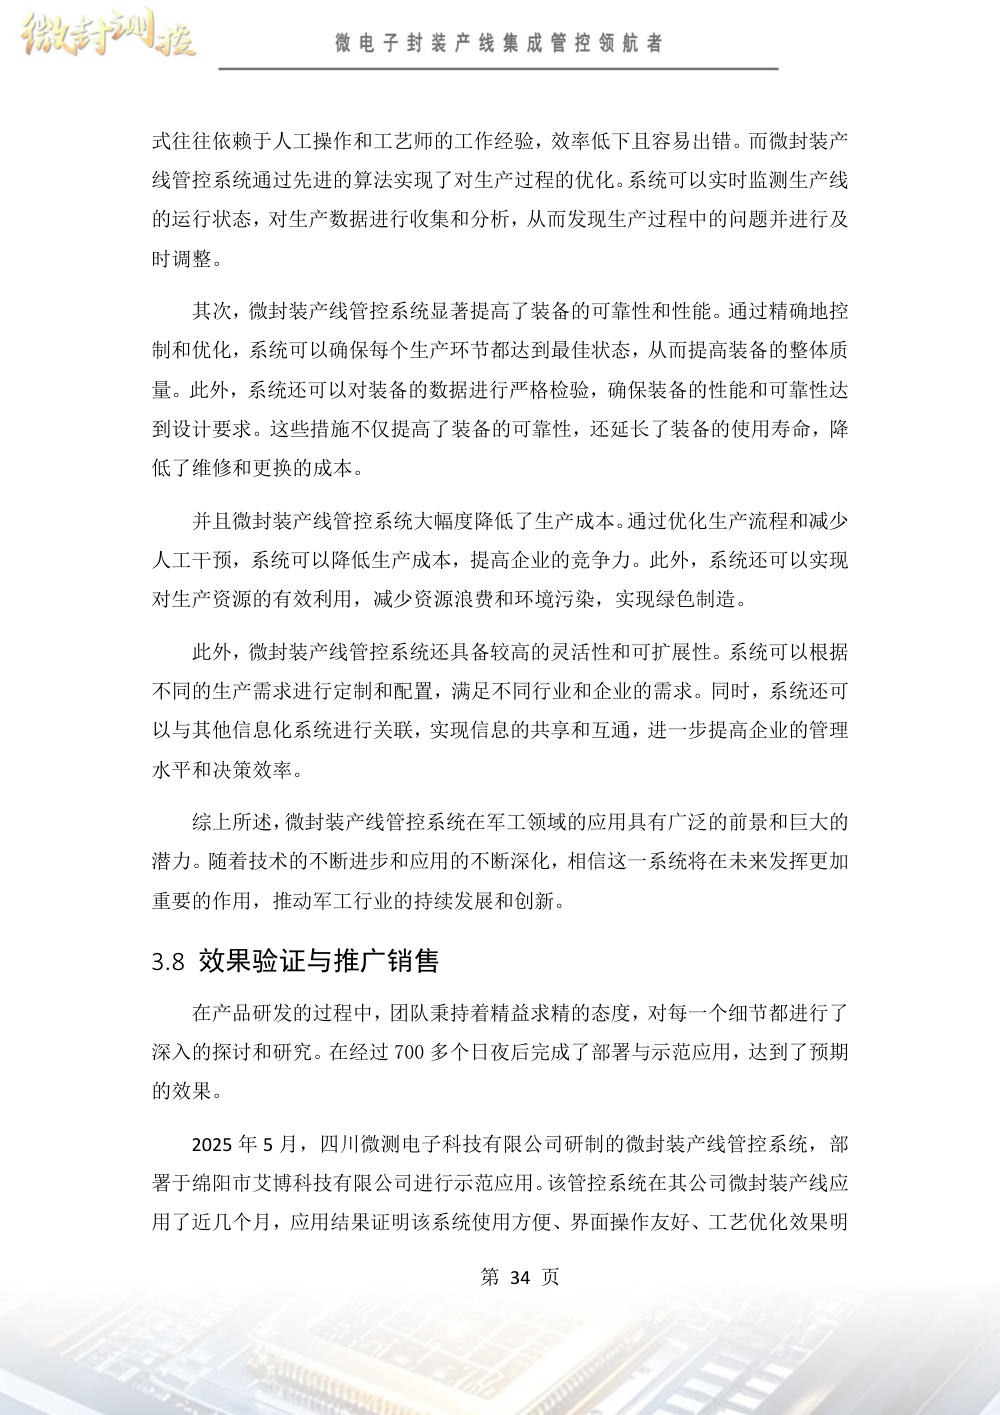 微封测控
微电子封装产线集成管控领航者
式往往依赖于人工操作和工艺师的工作经验，效率低下且容易出错。而微封装产
线管控系统通过先进的算法实现了对生产过程的优化。系统可以实时监测生产线
的运行状态，对生产数据进行收集和分析，从而发现生产过程中的问题并进行及
时调整。
其次，微封装产线管控系统显著提高了装备的可靠性和性能。通过精确地控
制和优化，系统可以确保每个生产环节都达到最佳状态，从而提高装备的整体质
量。此外，系统还可以对装备的数据进行严格检验，确保装备的性能和可靠性达
到设计要求。这些措施不仅提高了装备的可靠性，还延长了装备的使用寿命，降
低了维修和更换的成本。
并且微封装产线管控系统大幅度降低了生产成本。通过优化生产流程和减少
人工干预，系统可以降低生产成本，提高企业的竞争力。此外，系统还可以实现
对生产资源的有效利用，减少资源浪费和环境污染，实现绿色制造。
此外，微封装产线管控系统还具备较高的灵活性和可扩展性。系统可以根据
不同的生产需求进行定制和配置，满足不同行业和企业的需求。同时，系统还可
以与其他信息化系统进行关联，实现信息的共享和互通，进一步提高企业的管理
水平和决策效率。
综上所述，微封装产线管控系统在军工领域的应用具有广泛的前景和巨大的
潜力。随着技术的不断进步和应用的不断深化，相信这一系统将在未来发挥更加
重要的作用，推动军工行业的持续发展和创新。
3.8 效果验证与推广销售
在产品研发的过程中，团队秉持着精益求精的态度，对每一个细节都进行了
深入的探讨和研究。在经过 700 多个日夜后完成了部署与示范应用，达到了预期
的效果。
2025 年 5 月，四川微测电子科技有限公司研制的微封装产线管控系统，部
署于绵阳市艾博科技有限公司进行示范应用。该管控系统在其公司微封装产线应
用了近几个月，应用结果证明该系统使用方便、界面操作友好、工艺优化效果明
第 34 页